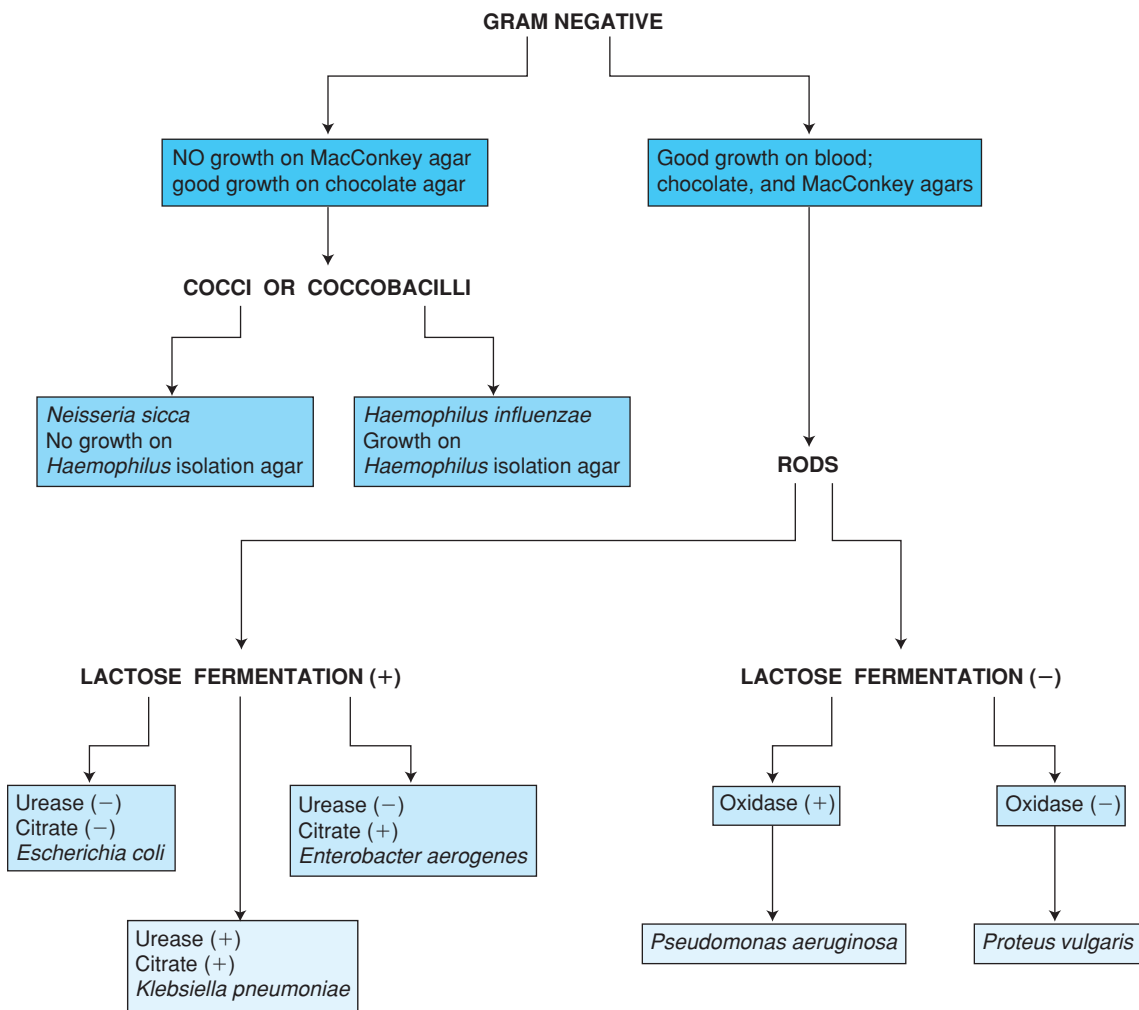 GRAM NEGATIVE
NO growth on MacConkey agar
good growth on chocolate agar
Good growth on blood;
chocolate, and MacConkey agars
COCCI OR COCCOBACILLI
Neisseria sicca
No growth on
Haemophilus isolation agar
Haemophilus influenzae
Growth on
Haemophilus isolation agar
RODS
LACTOSE FERMENTATION (+)
LACTOSE FERMENTATION (−)
Urease (−)
Citrate (−)
Escherichia coli
Urease (−)
Citrate (+)
Enterobacter aerogenes
Oxidase (+)
Oxidase (−)
Urease (+)
Citrate (+)
Klebsiella pneumoniae
Pseudomonas aeruginosa
Proteus vulgaris